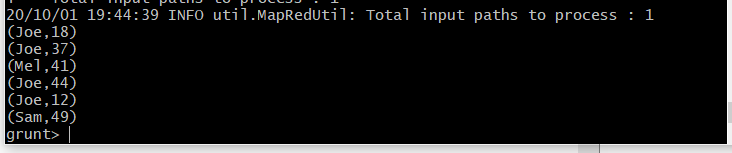 20/10/01 19:44:39 INFO util.MapRedUtil: Total input paths to process : 1
(Joe,18)
(Joe,37)
(Mel,41)
(Joe,44)
(Joe,12)
(Sam,49)
grunt>